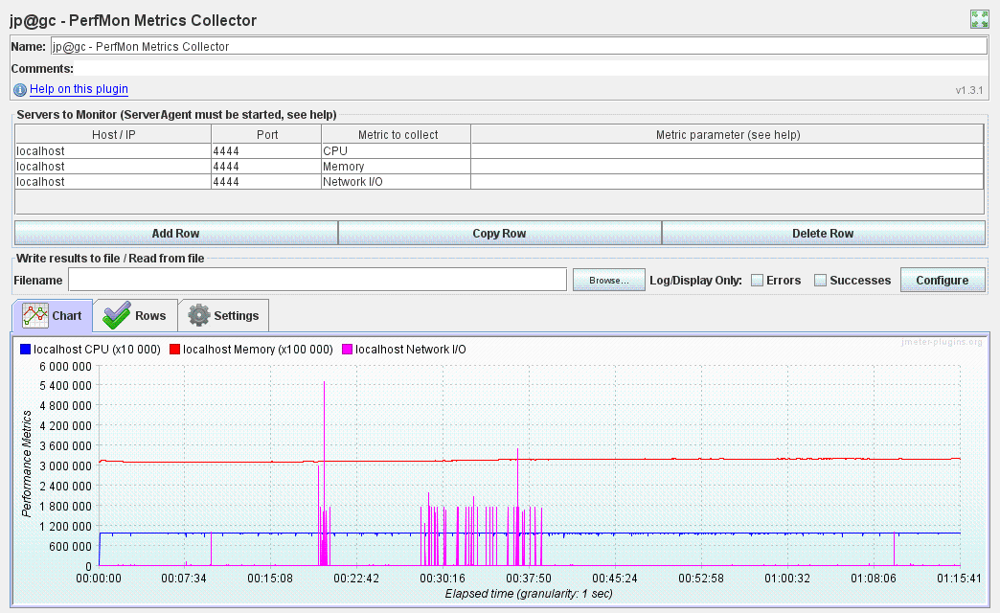 jp@gc - PerfMon Metrics Collector
Name: jp@gc - PerfMon Metrics Collector
Comments:
Help on this plugin
v1.3.1
Servers to Monitor (ServerAgent must be started, see help)
Host / IP Port Metric to collect Metric parameter (see help)
localhost 4444 CPU
localhost 4444 Memory
localhost 4444 Network I/O
Add Row Copy Row Delete Row
Write results to file / Read from file
Filename Browse... Log/Display Only: Errors Successes Configure
Chart Rows Settings
jmeter-plugins.org
localhost CPU (x10 000) localhost Memory (x100 000) localhost Network I/O
Performance Metrics
6 000 000
5 400 000
4 800 000
4 200 000
3 600 000
3 000 000
2 400 000
1 800 000
1 200 000
600 000
0
00:00:00 00:07:34 00:15:08 00:22:42 00:30:16 00:37:50 00:45:24 00:52:58 01:00:32 01:08:06 01:15:41
Elapsed time (granularity: 1 sec)